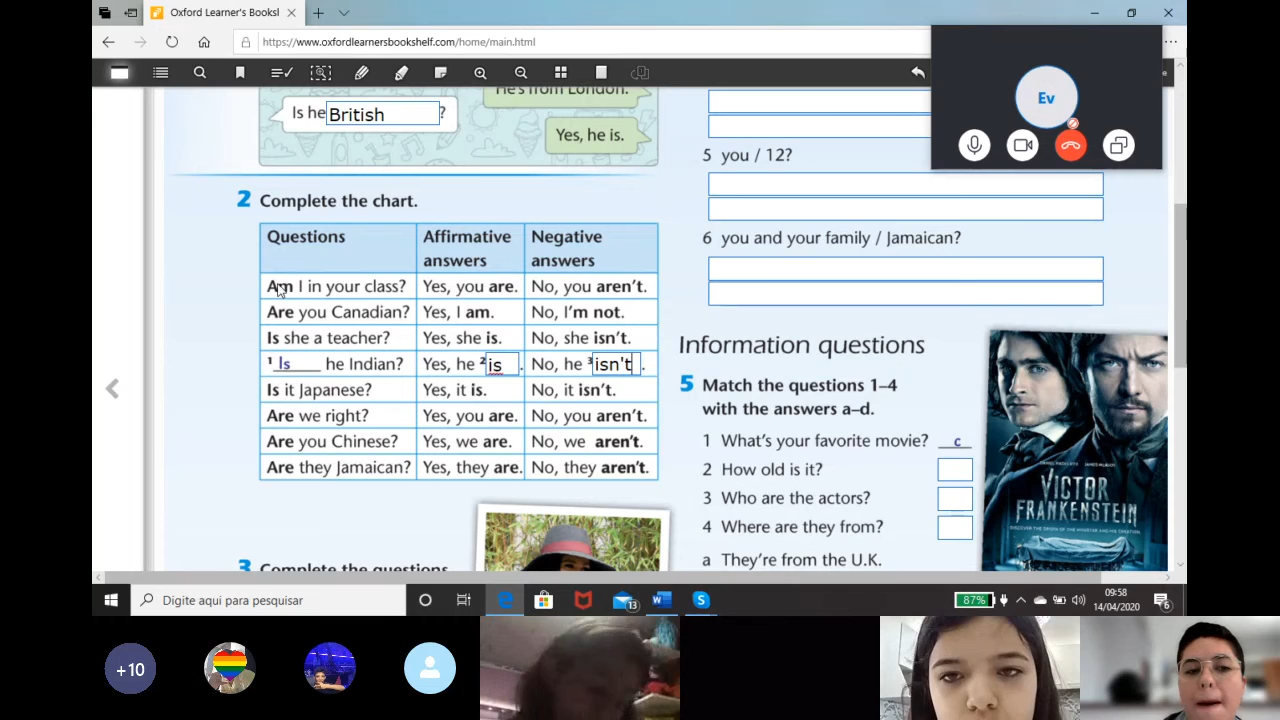 Oxford Learner's Booksl
https://www.oxfordlearnersbookshelf.com/home/main.html
Ev
He's from London.
Is he British ?
Yes, he is.
5 you / 12?
6 you and your family / Jamaican?
2 Complete the chart.
Questions Affirmative answers Negative answers
Am I in your class? Yes, you are. No, you aren't.
Are you Canadian? Yes, I am. No, I'm not.
Is she a teacher? Yes, she is. No, she isn't.
1 Is he Indian? Yes, he 2 is . No, he 3 isn't .
Is it Japanese? Yes, it is. No, it isn't.
Are we right? Yes, you are. No, you aren't.
Are you Chinese? Yes, we are. No, we aren't.
Are they Jamaican? Yes, they are. No, they aren't.
3 Complete the questions
Information questions
5 Match the questions 1–4
with the answers a–d.
1 What's your favorite movie? c
2 How old is it?
3 Who are the actors?
4 Where are they from?
a They're from the U.K.
DANIEL RADCLIFFE JAMES McAVOY
VICTOR
FRANKENSTEIN
Digite aqui para pesquisar
13
87%
09:58
14/04/2020
6
+10